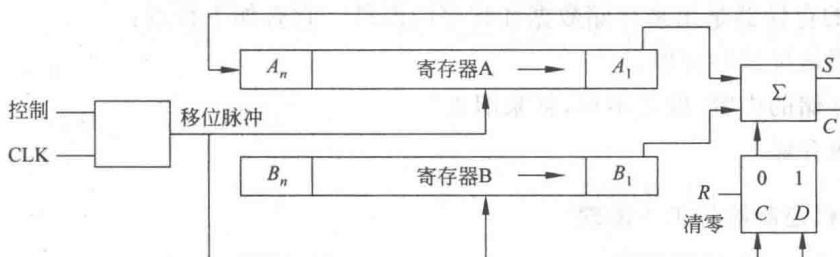 A_n 寄存器A A_1
Σ
S
C
控制
CLK
移位脉冲
B_n 寄存器B B_1
0 1
R
清零
C D